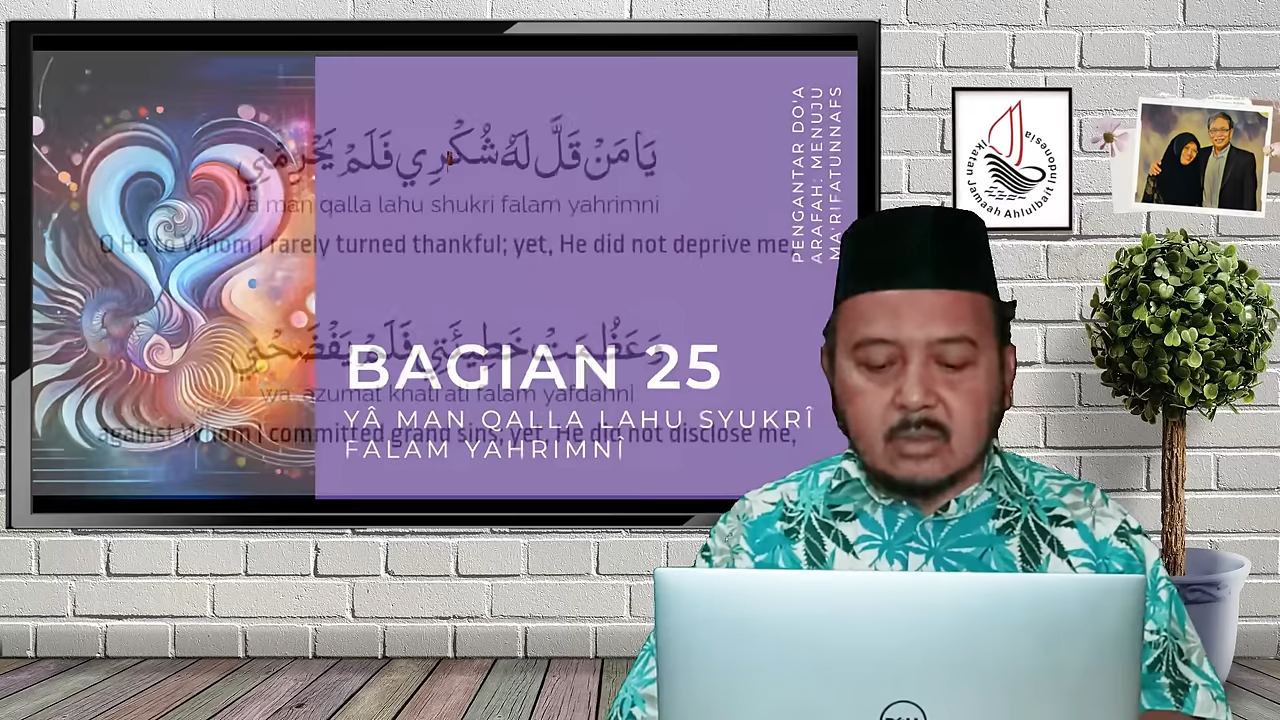 يَا مَنْ قَلَّ لَهُ شُكْرِي فَلَمْ يَحْرِمْنِي
ya man qalla lahu shukri falam yahrimni
O He to Whom I rarely turned thankful; yet, He did not deprive me,
وَعَظُمَتْ خَطِيئَتِي فَلَمْ يَفْضَحْنِي
wa `azumat khati'ati falam yafdahni
against Whom I committed grand sins, yet, He did not disclose me,
BAGIAN 25
YÂ MAN QALLA LAHU SYUKRÎ
FALAM YAHRIMNÎ
PENGANTAR DO'A
ARAFAH: MENUJU
MA'RIFATUNNAFS
Ikatan Jamaah Ahlulbait Indonesia
DELL